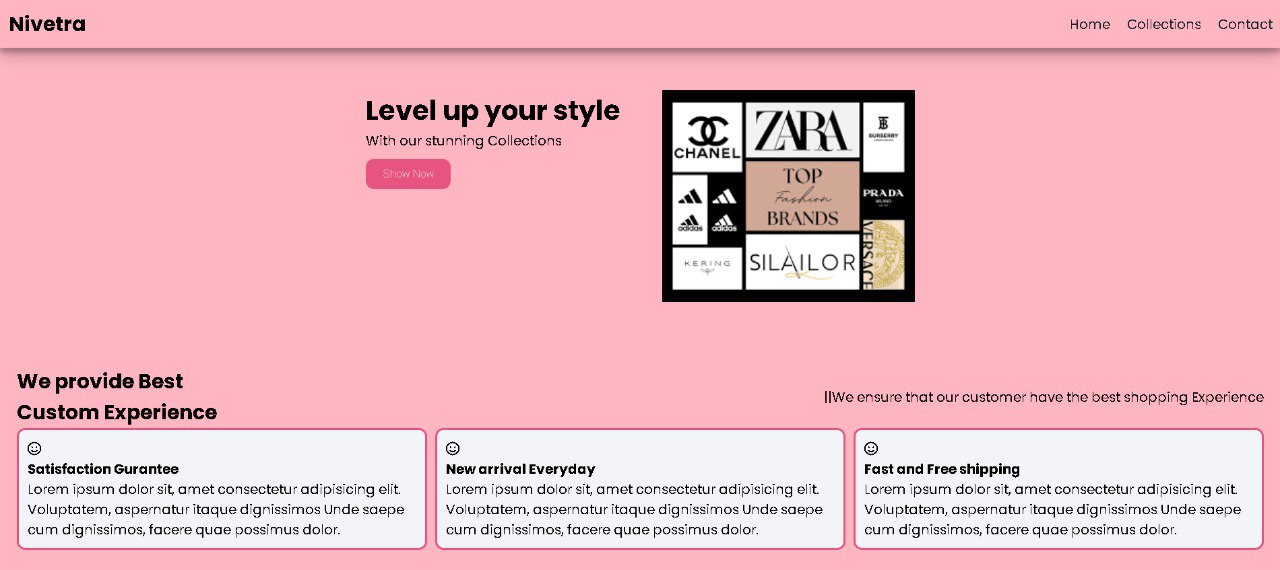 Nivetra
Home Collections Contact
Level up your style
With our stunning Collections
Show Now
CHANEL
ZARA
BURBERRY
TOP
Fashion
BRANDS
PRADA
MILANO
adidas adidas
VERSACE
KERING
SILAILOR
We provide Best
Custom Experience
||We ensure that our customer have the best shopping Experience
Satisfaction Gurantee
Lorem ipsum dolor sit, amet consectetur adipisicing elit.
Voluptatem, aspernatur itaque dignissimos Unde saepe
cum dignissimos, facere quae possimus dolor.
New arrival Everyday
Lorem ipsum dolor sit, amet consectetur adipisicing elit.
Voluptatem, aspernatur itaque dignissimos Unde saepe
cum dignissimos, facere quae possimus dolor.
Fast and Free shipping
Lorem ipsum dolor sit, amet consectetur adipisicing elit.
Voluptatem, aspernatur itaque dignissimos Unde saepe
cum dignissimos, facere quae possimus dolor.